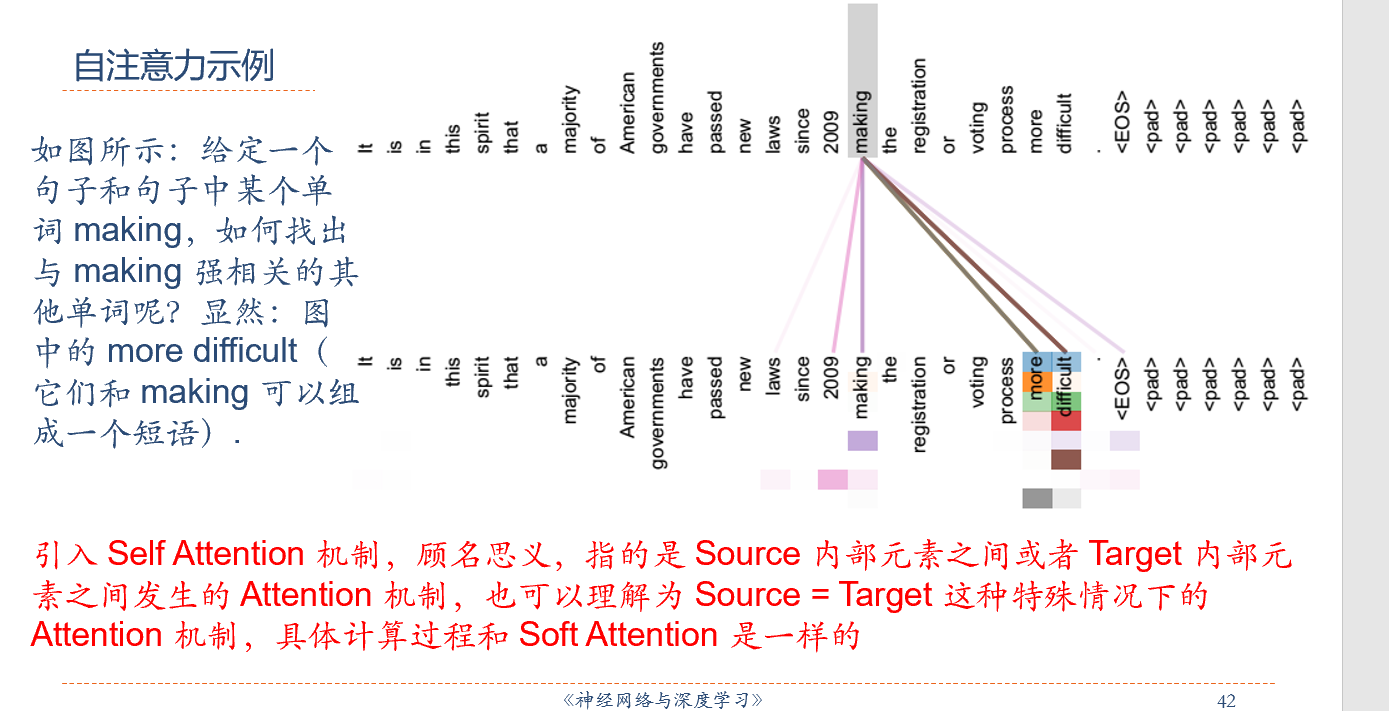 自注意力示例
如图所示：给定一个
句子和句子中某个单
词 making，如何找出
与 making 强相关的其
他单词呢？显然：图
中的 more difficult（
它们和 making 可以组
成一个短语）.
It is in this spirit that a majority of American governments have passed new laws since 2009 making the registration or voting process more difficult . <EOS> <pad> <pad> <pad> <pad> <pad> <pad>
It is in this spirit that a majority of American governments have passed new laws since 2009 making the registration or voting process more difficult . <EOS> <pad> <pad> <pad> <pad> <pad> <pad>
引入 Self Attention 机制，顾名思义，指的是 Source 内部元素之间或者 Target 内部元
素之间发生的 Attention 机制，也可以理解为 Source = Target 这种特殊情况下的
Attention 机制，具体计算过程和 Soft Attention 是一样的
《神经网络与深度学习》
42